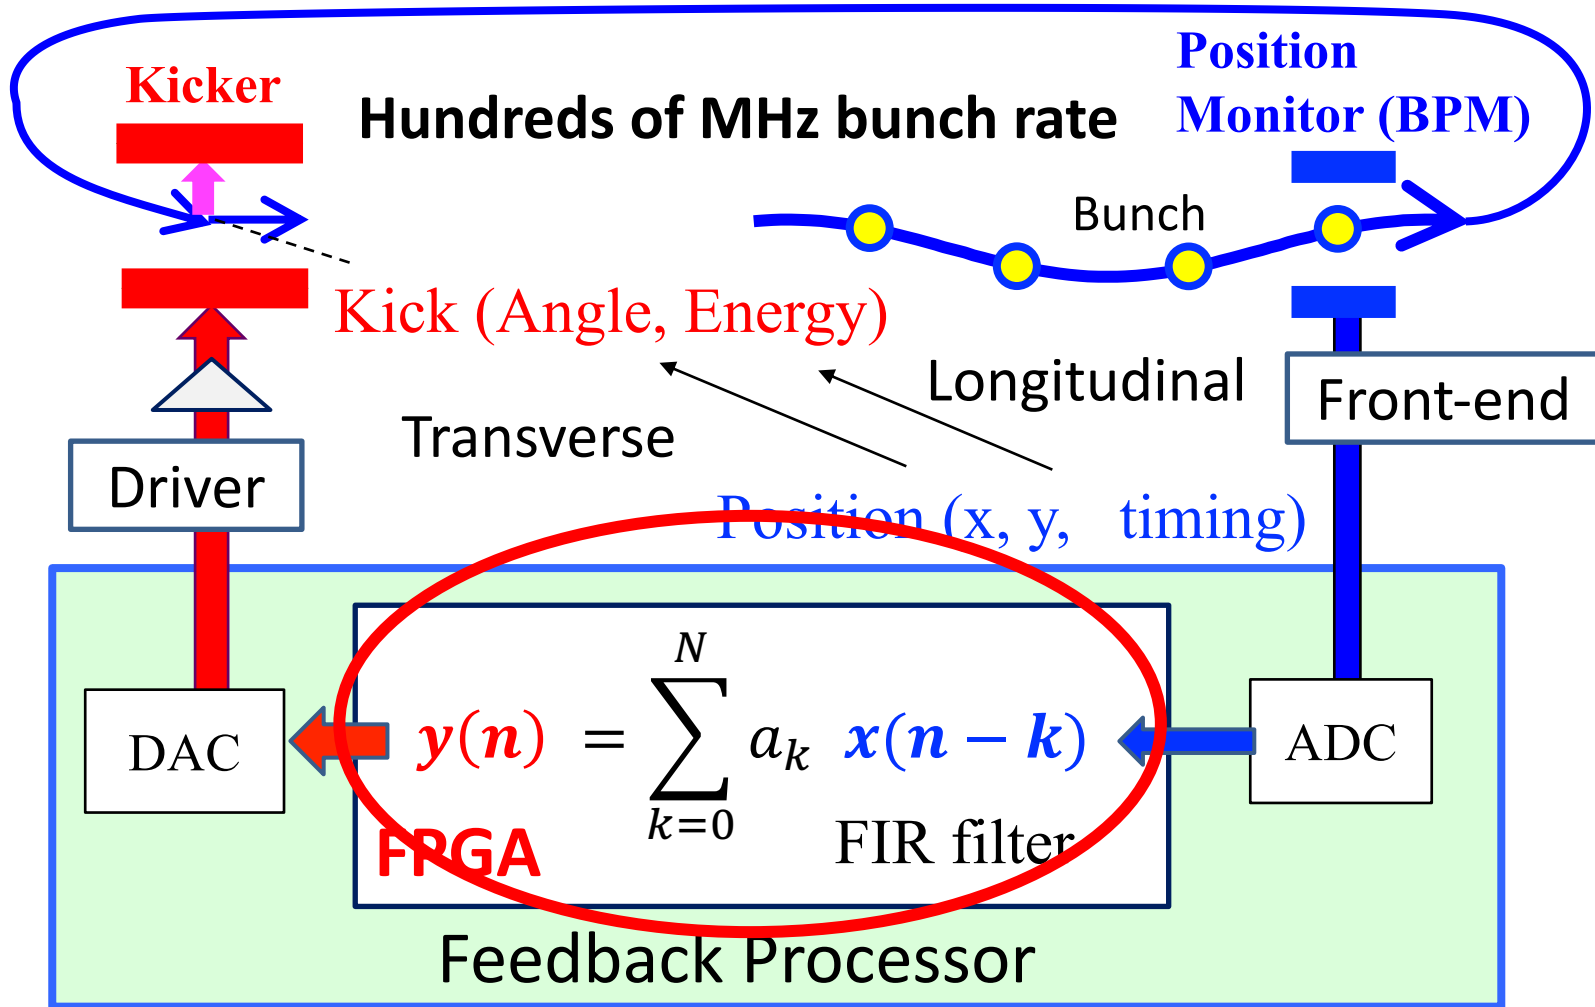 Position
Kicker
Monitor (BPM)
Hundreds of MHz bunch rate
Bunch
Kick (Angle, Energy)
Longitudinal
Front-end
Transverse
Driver
Position (x, y, timing)
DAC
y(n) = \sum_{k=0}^{N} a_k x(n − k)
ADC
FPGA
FIR filter
Feedback Processor